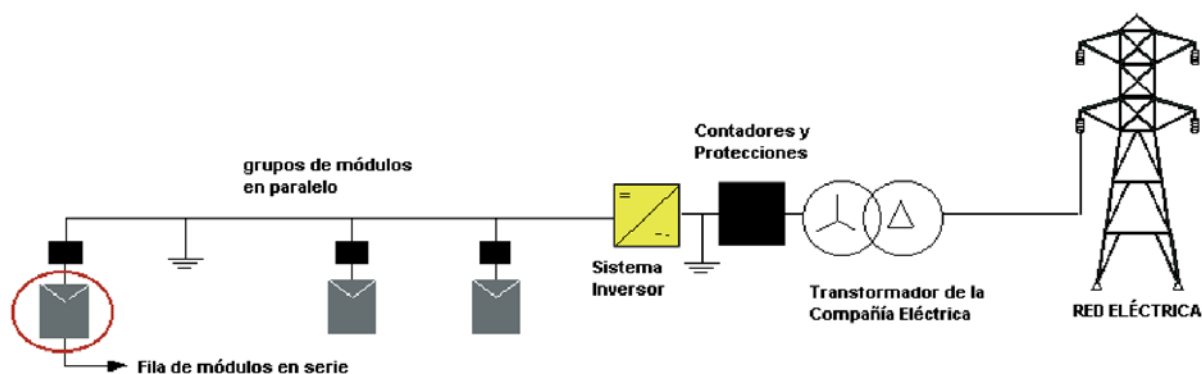 grupos de módulos
en paralelo
Contadores y
Protecciones
Sistema
Inversor
Transformador de la
Compañía Eléctrica
RED ELÉCTRICA
Fila de módulos en serie